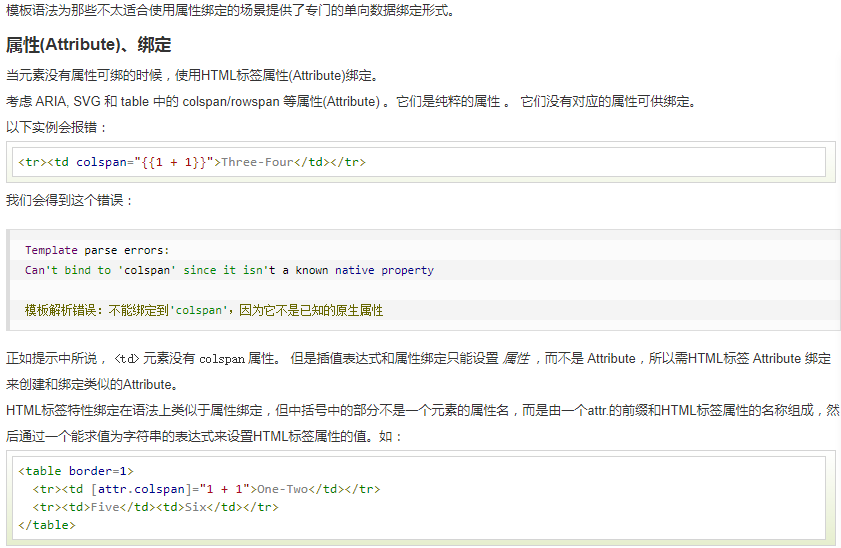 模板语法为那些不太适合使用属性绑定的场景提供了专门的单向数据绑定形式。
属性(Attribute)、绑定
当元素没有属性可绑的时候，使用HTML标签属性(Attribute)绑定。
考虑 ARIA, SVG 和 table 中的 colspan/rowspan 等属性(Attribute) 。它们是纯粹的属性 。 它们没有对应的属性可供绑定。
以下实例会报错：
<tr><td colspan="{{1 + 1}}">Three-Four</td></tr>
我们会得到这个错误：
Template parse errors:
Can't bind to 'colspan' since it isn't a known native property
模板解析错误：不能绑定到'colspan'，因为它不是已知的原生属性
正如提示中所说， <td> 元素没有 colspan 属性。 但是插值表达式和属性绑定只能设置 属性 ，而不是 Attribute，所以需HTML标签 Attribute 绑定
来创建和绑定类似的Attribute。
HTML标签特性绑定在语法上类似于属性绑定，但中括号中的部分不是一个元素的属性名，而是由一个attr.的前缀和HTML标签属性的名称组成，然
后通过一个能求值为字符串的表达式来设置HTML标签属性的值。如：
<table border=1>
  <tr><td [attr.colspan]="1 + 1">One-Two</td></tr>
  <tr><td>Five</td><td>Six</td></tr>
</table>